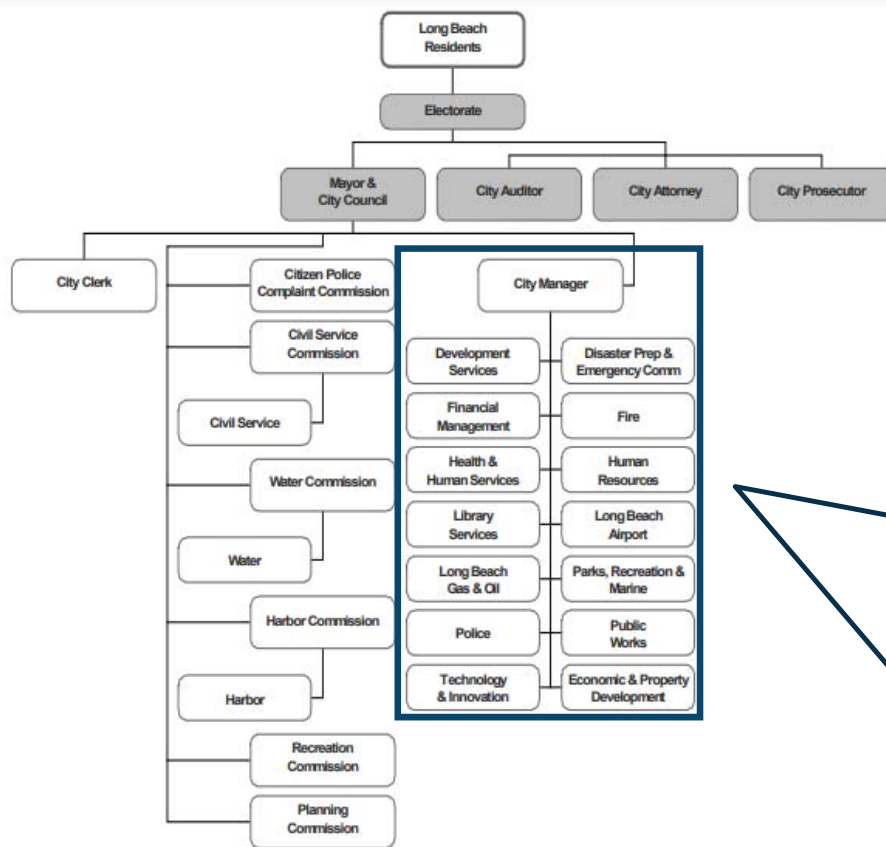 Long Beach
Residents
Electorate
Mayor &
City Council
City Auditor
City Attorney
City Prosecutor
City Clerk
Citizen Police
Complaint Commission
Civil Service
Commission
Civil Service
Water Commission
Water
Harbor Commission
Harbor
Recreation
Commission
Planning
Commission
City Manager
Development
Services
Disaster Prep &
Emergency Comm
Financial
Management
Fire
Health &
Human Services
Human
Resources
Library
Services
Long Beach
Airport
Long Beach
Gas & Oil
Parks, Recreation &
Marine
Police
Public
Works
Technology
& Innovation
Economic & Property
Development